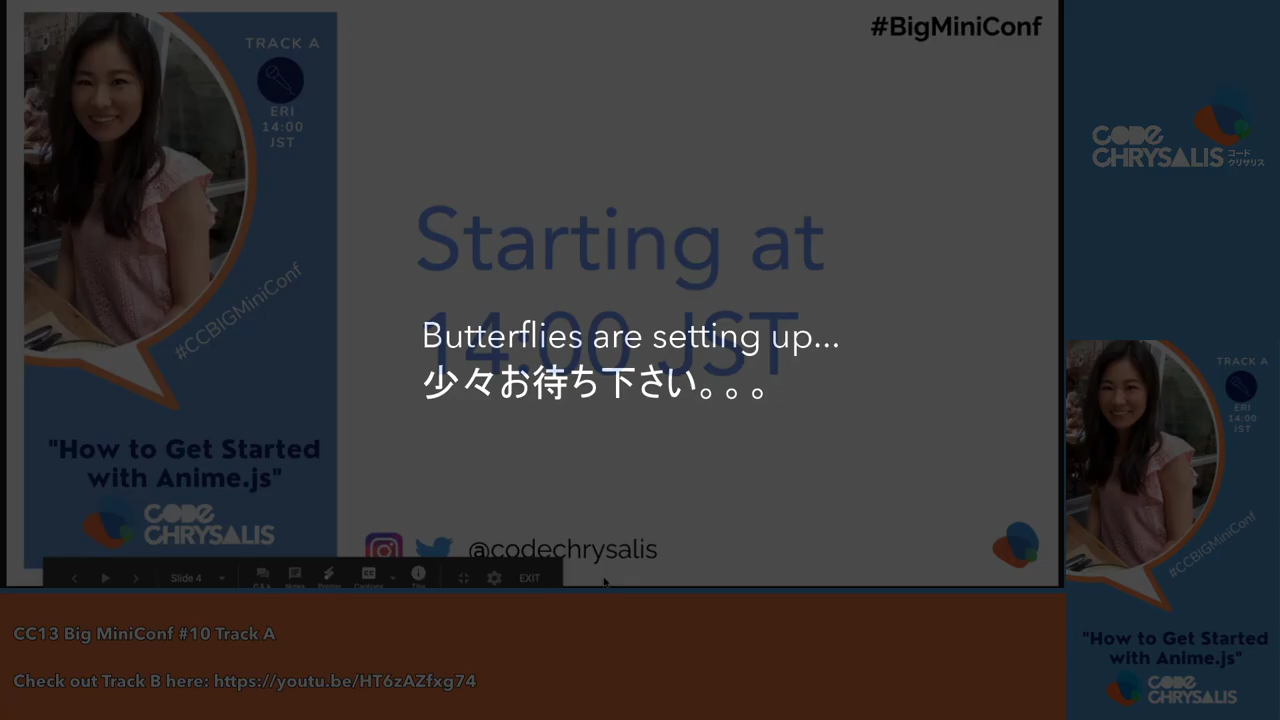 #BigMiniConf
TRACK A
ERI
14:00
JST
#CCBIGMiniConf
"How to Get Started
with Anime.js"
CODE
CHRYSALIS
Starting at
14:00 JST
Butterflies are setting up...
少々お待ち下さい。。。
@codechrysalis
Slide 4
EXIT
CODE
CHRYSALIS
コード
クリサリス
TRACK A
ERI
14:00
JST
#CCBIGMiniConf
"How to Get Started
with Anime.js"
CODE
CHRYSALIS
CC13 Big MiniConf #10 Track A
Check out Track B here: https://youtu.be/HT6zAZfxg74